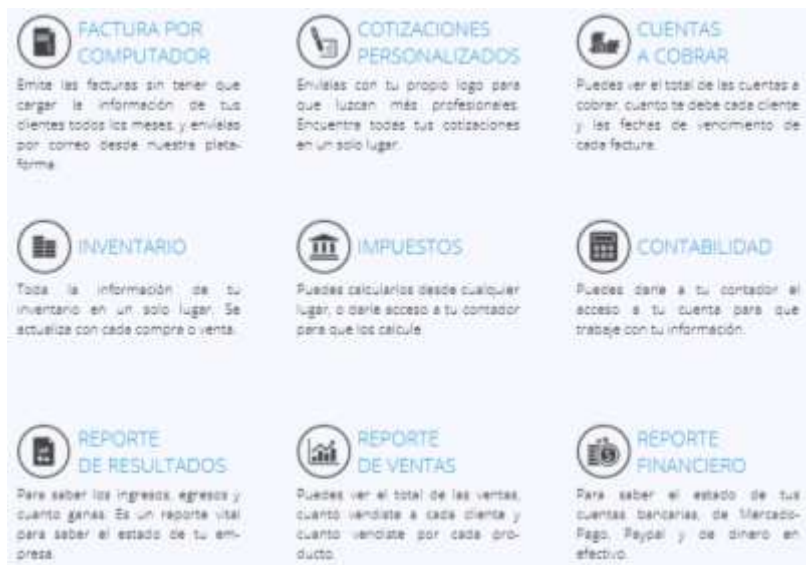 FACTURA POR
COMPUTADOR
Emite las facturas sin tener que
cargar la información de tus
clientes todos los meses, y envíelas
por correo desde nuestra plata-
forma.
COTIZACIONES
PERSONALIZADOS
Envíelas con tu propio logo para
que luzcan más profesionales.
Encuentra todas tus cotizaciones
en un solo lugar.
CUENTAS
A COBRAR
Puedes ver el total de las cuentas a
cobrar, cuanto te debe cada cliente
y las fechas de vencimiento de
cada factura.
INVENTARIO
Toda la información de tu
inventario en un solo lugar. Se
actualiza con cada compra o venta.
IMPUESTOS
Puedes calcularlos desde cualquier
lugar, o darle acceso a tu contador
para que los calcule
CONTABILIDAD
Puedes darle a tu contador el
acceso a tu cuenta para que
trabaje con tu información.
REPORTE
DE RESULTADOS
Para saber los ingresos, egresos y
cuanto ganas. Es un reporte vital
para saber el estado de tu em-
presa.
REPORTE
DE VENTAS
Puedes ver el total de las ventas,
cuanto vendiste a cada cliente y
cuanto vendiste por cada pro-
ducto.
REPORTE
FINANCIERO
Para saber el estado de tus
cuentas bancarias, de Mercado-
Pago, Paypal y de dinero en
efectivo.